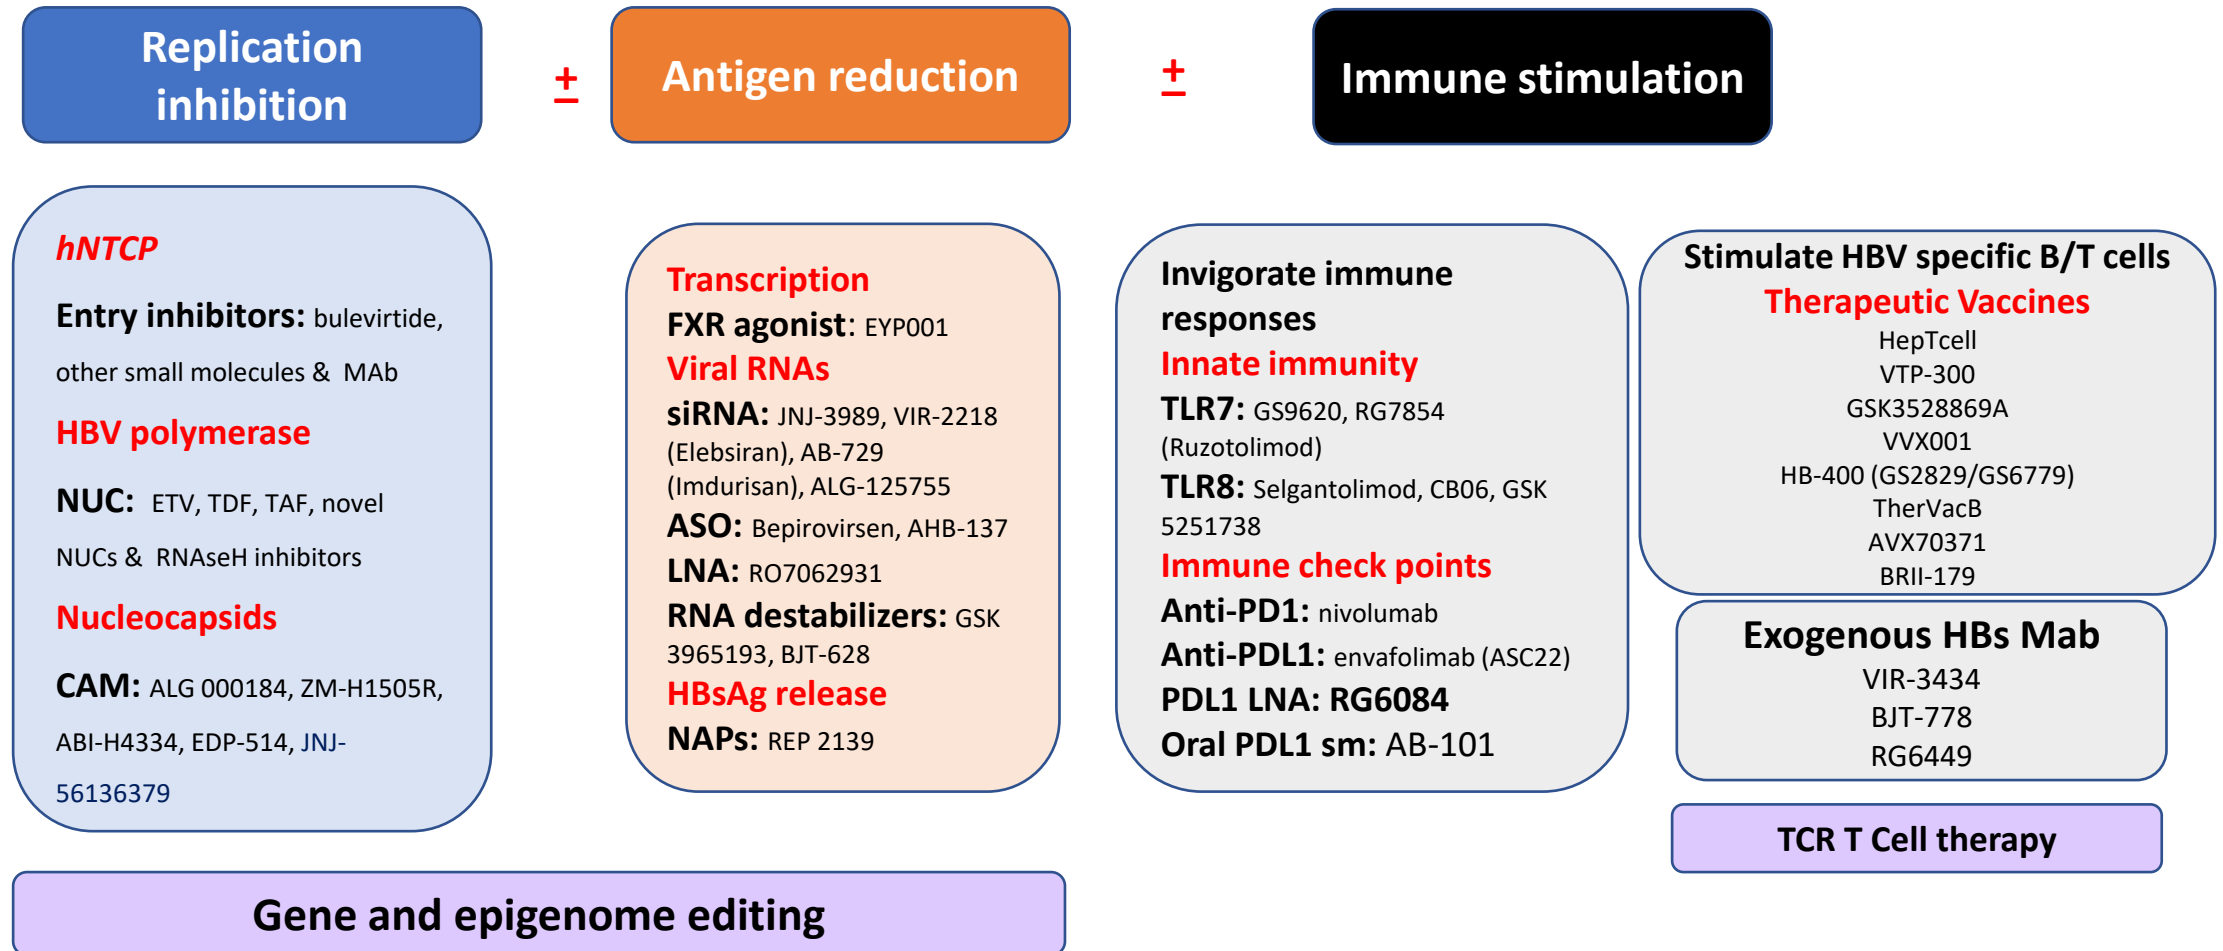 Replication
inhibition
±
Antigen reduction
±
Immune stimulation
hNTCP
Entry inhibitors: bulevirtide,
other small molecules & MAb
HBV polymerase
NUC: ETV, TDF, TAF, novel
NUCs & RNAseH inhibitors
Nucleocapsids
CAM: ALG 000184, ZM-H1505R,
ABI-H4334, EDP-514, JNJ-
56136379
Transcription
FXR agonist: EYP001
Viral RNAs
siRNA: JNJ-3989, VIR-2218
(Elebsiran), AB-729
(Imdurisan), ALG-125755
ASO: Bepirovirsen, AHB-137
LNA: RO7062931
RNA destabilizers: GSK
3965193, BJT-628
HBsAg release
NAPs: REP 2139
Invigorate immune
responses
Innate immunity
TLR7: GS9620, RG7854
(Ruzotolimod)
TLR8: Selgantolimod, CB06, GSK
5251738
Immune check points
Anti-PD1: nivolumab
Anti-PDL1: envafolimab (ASC22)
PDL1 LNA: RG6084
Oral PDL1 sm: AB-101
Stimulate HBV specific B/T cells
Therapeutic Vaccines
HepTcell
VTP-300
GSK3528869A
VVX001
HB-400 (GS2829/GS6779)
TherVacB
AVX70371
BRII-179
Exogenous HBs Mab
VIR-3434
BJT-778
RG6449
TCR T Cell therapy
Gene and epigenome editing